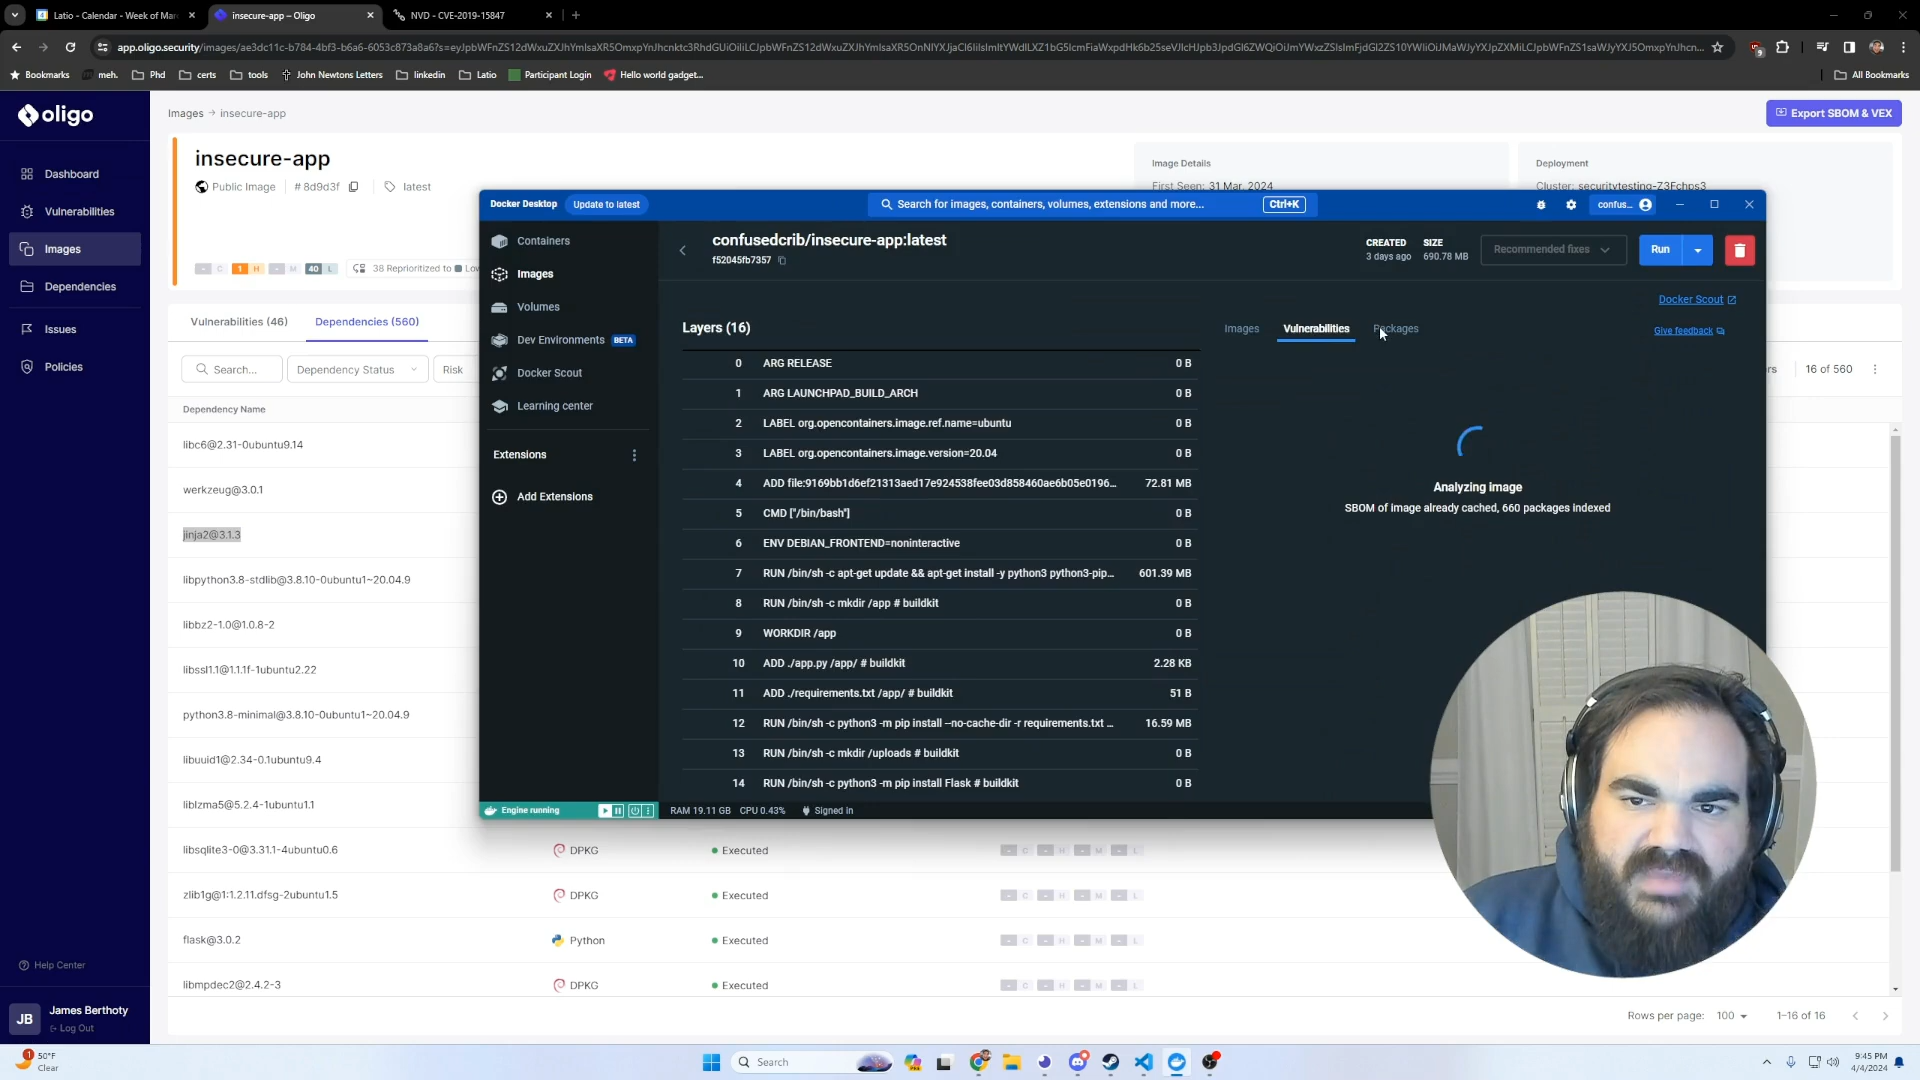 Latio - Calendar - Week of Mar
insecure-app – Oligo
NVD - CVE-2019-15847
Bookmarks
meh.
Phd
certs
tools
John Newtons Letters
linkedin
Latio
Participant Login
Hello world gadget...
All Bookmarks
oligo
Dashboard
Vulnerabilities
Images
Dependencies
Issues
Policies
Help Center
JB
James Berthoty
Log Out
Images
insecure-app
Export SBOM & VEX
insecure-app
Public Image
# 8d9d3f
latest
- C 1 H - M 40 L
38 Reprioritized to Low
Image Details
First Seen: 31 Mar, 2024
Deployment
Cluster: securitytesting-Z3Fchps3
Vulnerabilities (46)
Dependencies (560)
Search...
Dependency Status
Risk
16 of 560
Dependency Name
libc6@2.31-0ubuntu9.14
werkzeug@3.0.1
jinja2@3.1.3
libpython3.8-stdlib@3.8.10-0ubuntu1~20.04.9
libbz2-1.0@1.0.8-2
libssl1.1@1.1.1f-1ubuntu2.22
python3.8-minimal@3.8.10-0ubuntu1~20.04.9
libuuid1@2.34-0.1ubuntu9.4
liblzma5@5.2.4-1ubuntu1.1
libsqlite3-0@3.31.1-4ubuntu0.6 DPKG Executed - C - H - M - L
zlib1g@1:1.2.11.dfsg-2ubuntu1.5 DPKG Executed - C - H - M - L
flask@3.0.2 Python Executed - C - H - M - L
libmpdec2@2.4.2-3 DPKG Executed - C - H - M - L
Rows per page: 100 1–16 of 16
Docker Desktop
Update to latest
Search for images, containers, volumes, extensions and more...
Ctrl+K
confus...
Containers
Images
Volumes
Dev Environments BETA
Docker Scout
Learning center
Extensions
Add Extensions
confusedcrib/insecure-app:latest
f52045fb7357
CREATED
3 days ago
SIZE
690.78 MB
Recommended fixes
Run
Docker Scout
Give feedback
Layers (16)
Images
Vulnerabilities
Packages
0 ARG RELEASE 0 B
1 ARG LAUNCHPAD_BUILD_ARCH 0 B
2 LABEL org.opencontainers.image.ref.name=ubuntu 0 B
3 LABEL org.opencontainers.image.version=20.04 0 B
4 ADD file:9169bb1d6ef21313aed17e924538fee03d858460ae6b05e0196... 72.81 MB
5 CMD ["/bin/bash"] 0 B
6 ENV DEBIAN_FRONTEND=noninteractive 0 B
7 RUN /bin/sh -c apt-get update && apt-get install -y python3 python3-pip... 601.39 MB
8 RUN /bin/sh -c mkdir /app # buildkit 0 B
9 WORKDIR /app 0 B
10 ADD ./app.py /app/ # buildkit 2.28 KB
11 ADD ./requirements.txt /app/ # buildkit 51 B
12 RUN /bin/sh -c python3 -m pip install --no-cache-dir -r requirements.txt ... 16.59 MB
13 RUN /bin/sh -c mkdir /uploads # buildkit 0 B
14 RUN /bin/sh -c python3 -m pip install Flask # buildkit 0 B
Analyzing image
SBOM of image already cached, 660 packages indexed
Engine running
RAM 19.11 GB CPU 0.43% Signed in
50°F
Clear
Search
9:45 PM
4/4/2024